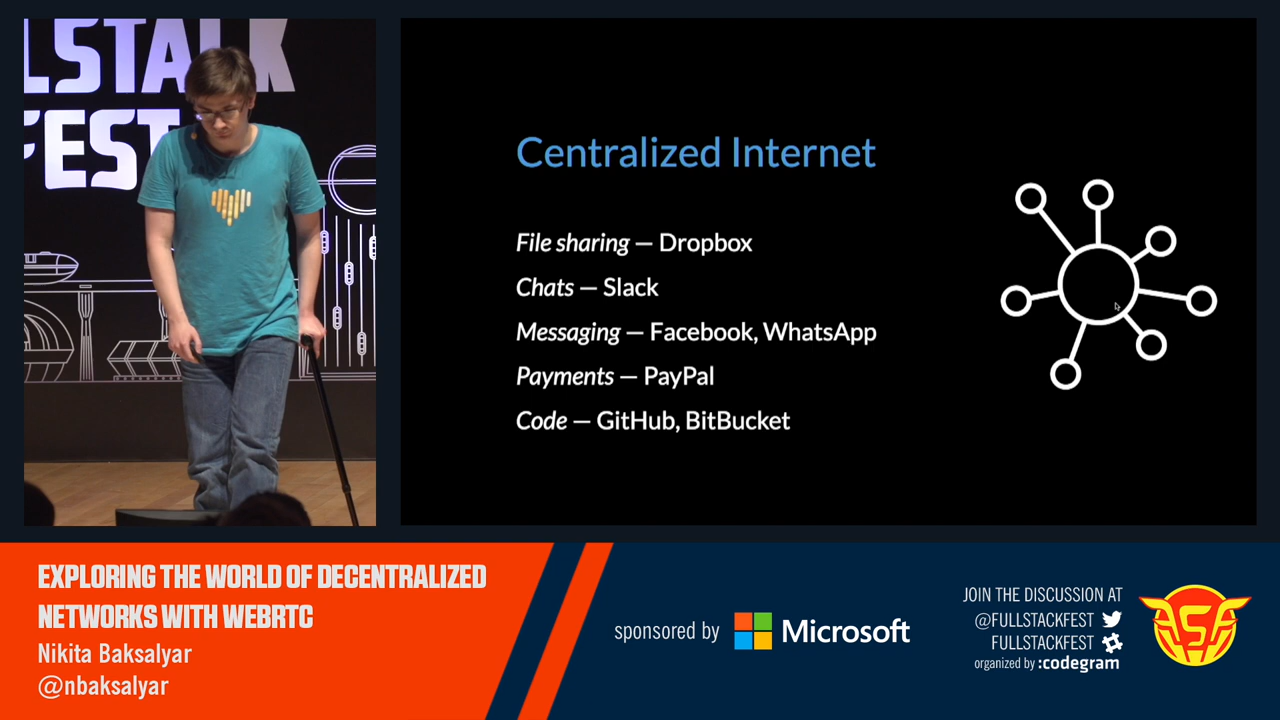 LSTACK
FEST
Centralized Internet
File sharing — Dropbox
Chats — Slack
Messaging — Facebook, WhatsApp
Payments — PayPal
Code — GitHub, BitBucket
EXPLORING THE WORLD OF DECENTRALIZED
NETWORKS WITH WEBRTC
Nikita Baksalyar
@nbaksalyar
sponsored by Microsoft
JOIN THE DISCUSSION AT
@FULLSTACKFEST
FULLSTACKFEST
organized by :codegram
FSF